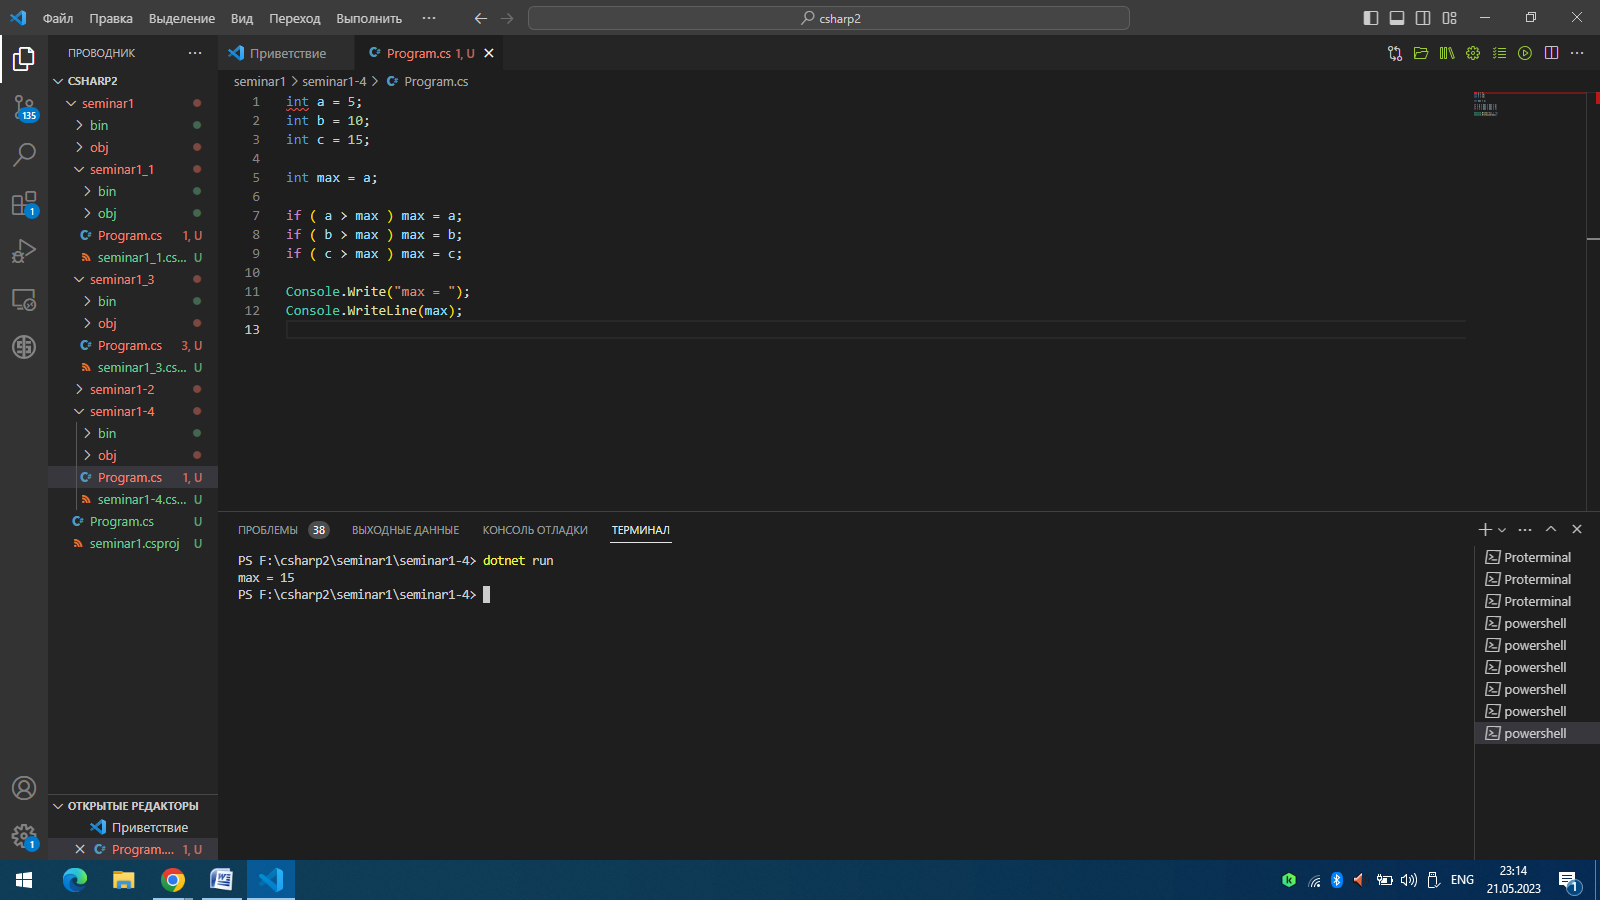 Файл Правка Выделение Вид Переход Выполнить ··· csharp2
ПРОВОДНИК ···
CSHARP2
seminar1
bin
obj
seminar1_1
bin
obj
Program.cs 1, U
seminar1_1.cs... U
seminar1_3
bin
obj
Program.cs 3, U
seminar1_3.cs... U
seminar1-2
seminar1-4
bin
obj
Program.cs 1, U
seminar1-4.cs... U
Program.cs U
seminar1.csproj U
ОТКРЫТЫЕ РЕДАКТОРЫ
Приветствие
Program.... 1, U
135
1
1
Приветствие Program.cs 1, U
seminar1 > seminar1-4 > Program.cs
1 int a = 5;
2 int b = 10;
3 int c = 15;
4
5 int max = a;
6
7 if ( a > max ) max = a;
8 if ( b > max ) max = b;
9 if ( c > max ) max = c;
10
11 Console.Write("max = ");
12 Console.WriteLine(max);
13
ПРОБЛЕМЫ 38 ВЫХОДНЫЕ ДАННЫЕ КОНСОЛЬ ОТЛАДКИ ТЕРМИНАЛ
PS F:\csharp2\seminar1\seminar1-4> dotnet run
max = 15
PS F:\csharp2\seminar1\seminar1-4>
Proterminal
Proterminal
Proterminal
powershell
powershell
powershell
powershell
powershell
powershell
ENG 23:14
21.05.2023
1